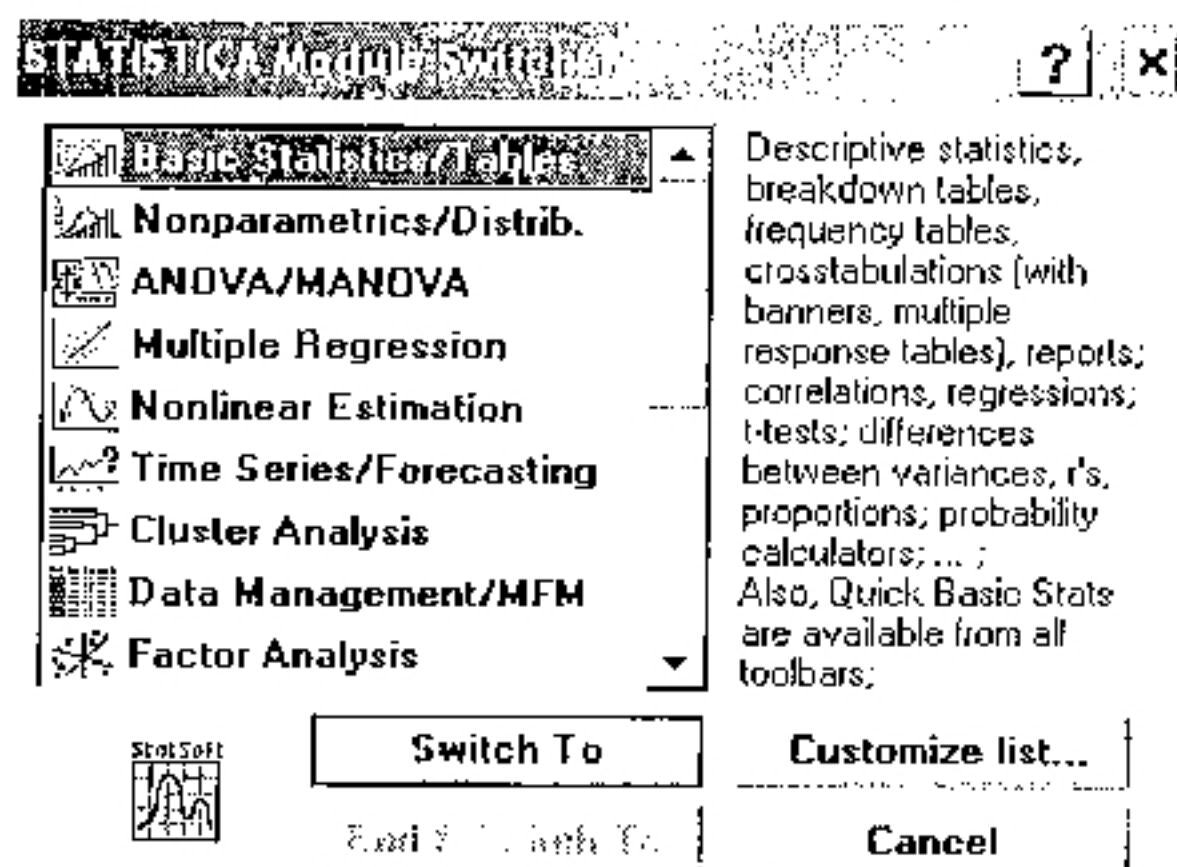 STATISTICA Module Switcher
?
×
Basic Statistics/Tables
Nonparametrics/Distrib.
ANOVA/MANOVA
Multiple Regression
Nonlinear Estimation
Time Series/Forecasting
Cluster Analysis
Data Management/MFM
Factor Analysis
Descriptive statistics,
breakdown tables,
frequency tables,
crosstabulations (with
banners, multiple
response tables), reports;
correlations, regressions;
t-tests; differences
between variances, r's,
proportions; probability
calculators; ... ;
Also, Quick Basic Stats
are available from all
toolbars;
StatSoft
Switch To
Customize list...
Cancel